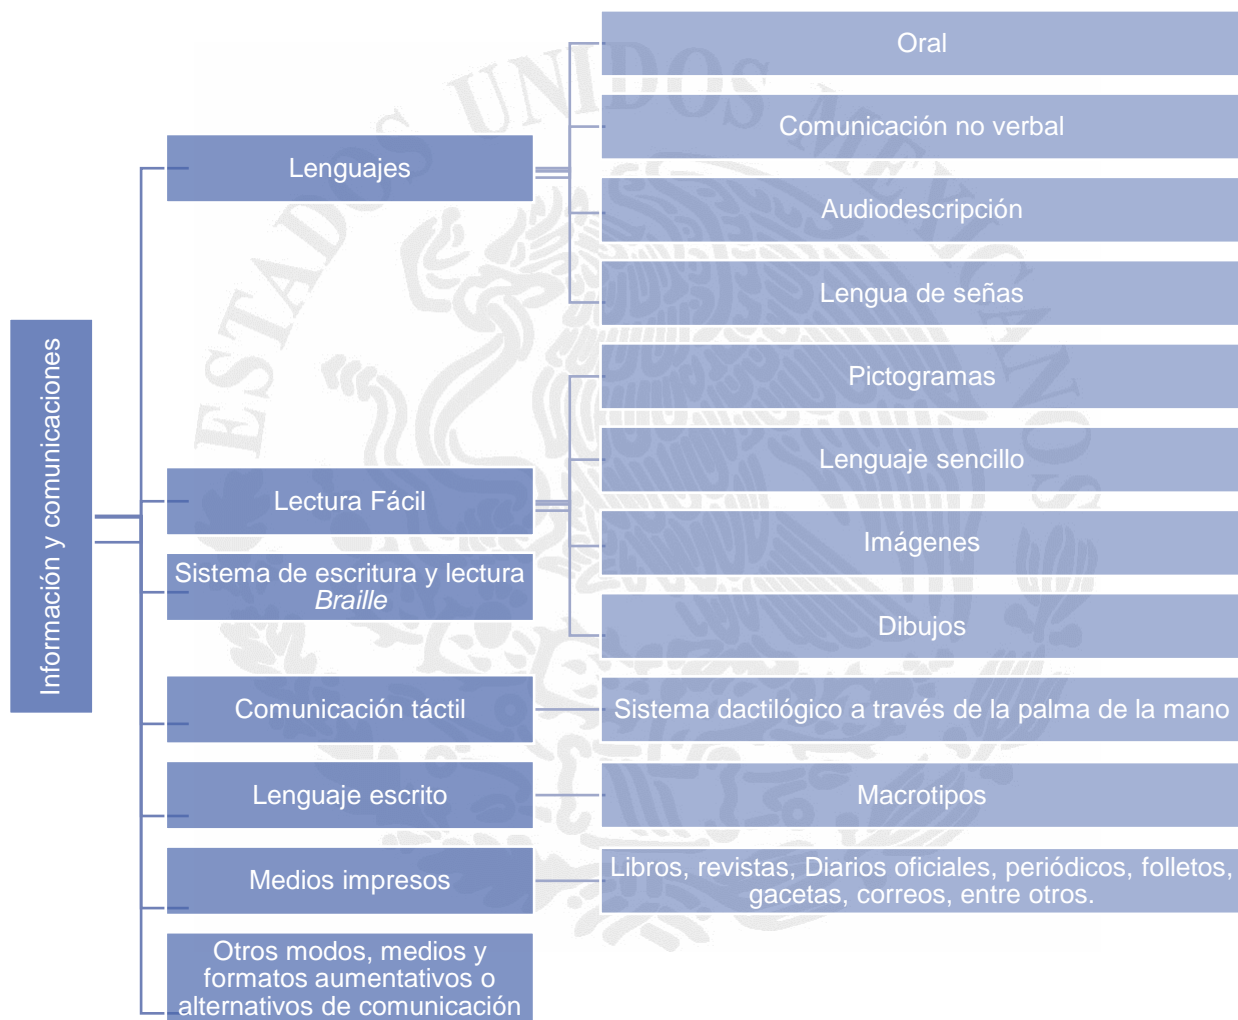 ESTADOS UNIDOS MEXICANOS
Información y comunicaciones
Lenguajes
Oral
Comunicación no verbal
Audiodescripción
Lengua de señas
Lectura Fácil
Pictogramas
Lenguaje sencillo
Imágenes
Dibujos
Sistema de escritura y lectura
Braille
Comunicación táctil
Sistema dactilógico a través de la palma de la mano
Lenguaje escrito
Macrotipos
Medios impresos
Libros, revistas, Diarios oficiales, periódicos, folletos,
gacetas, correos, entre otros.
Otros modos, medios y
formatos aumentativos o
alternativos de comunicación